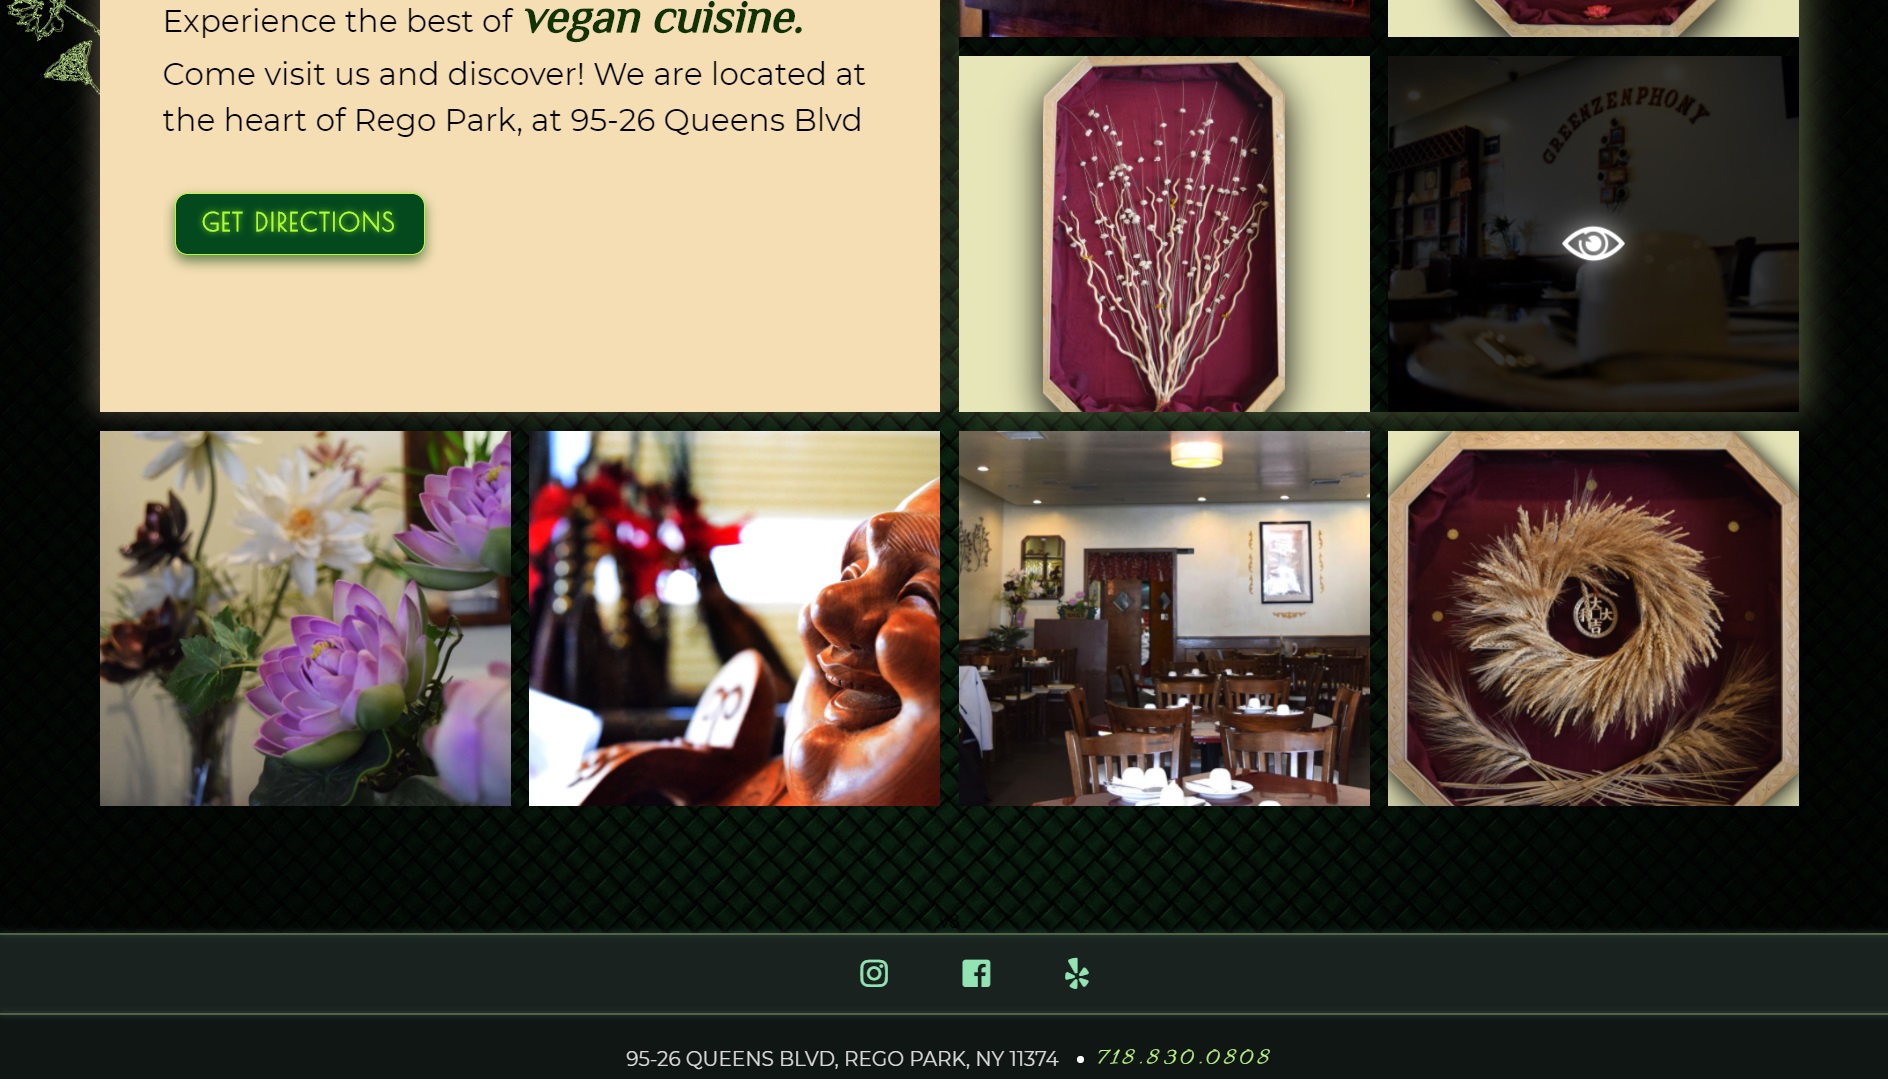 Experience the best of vegan cuisine.
Come visit us and discover! We are located at
the heart of Rego Park, at 95-26 Queens Blvd
GET DIRECTIONS
GREENZENPHONY
95-26 QUEENS BLVD, REGO PARK, NY 11374 • 718.830.0808